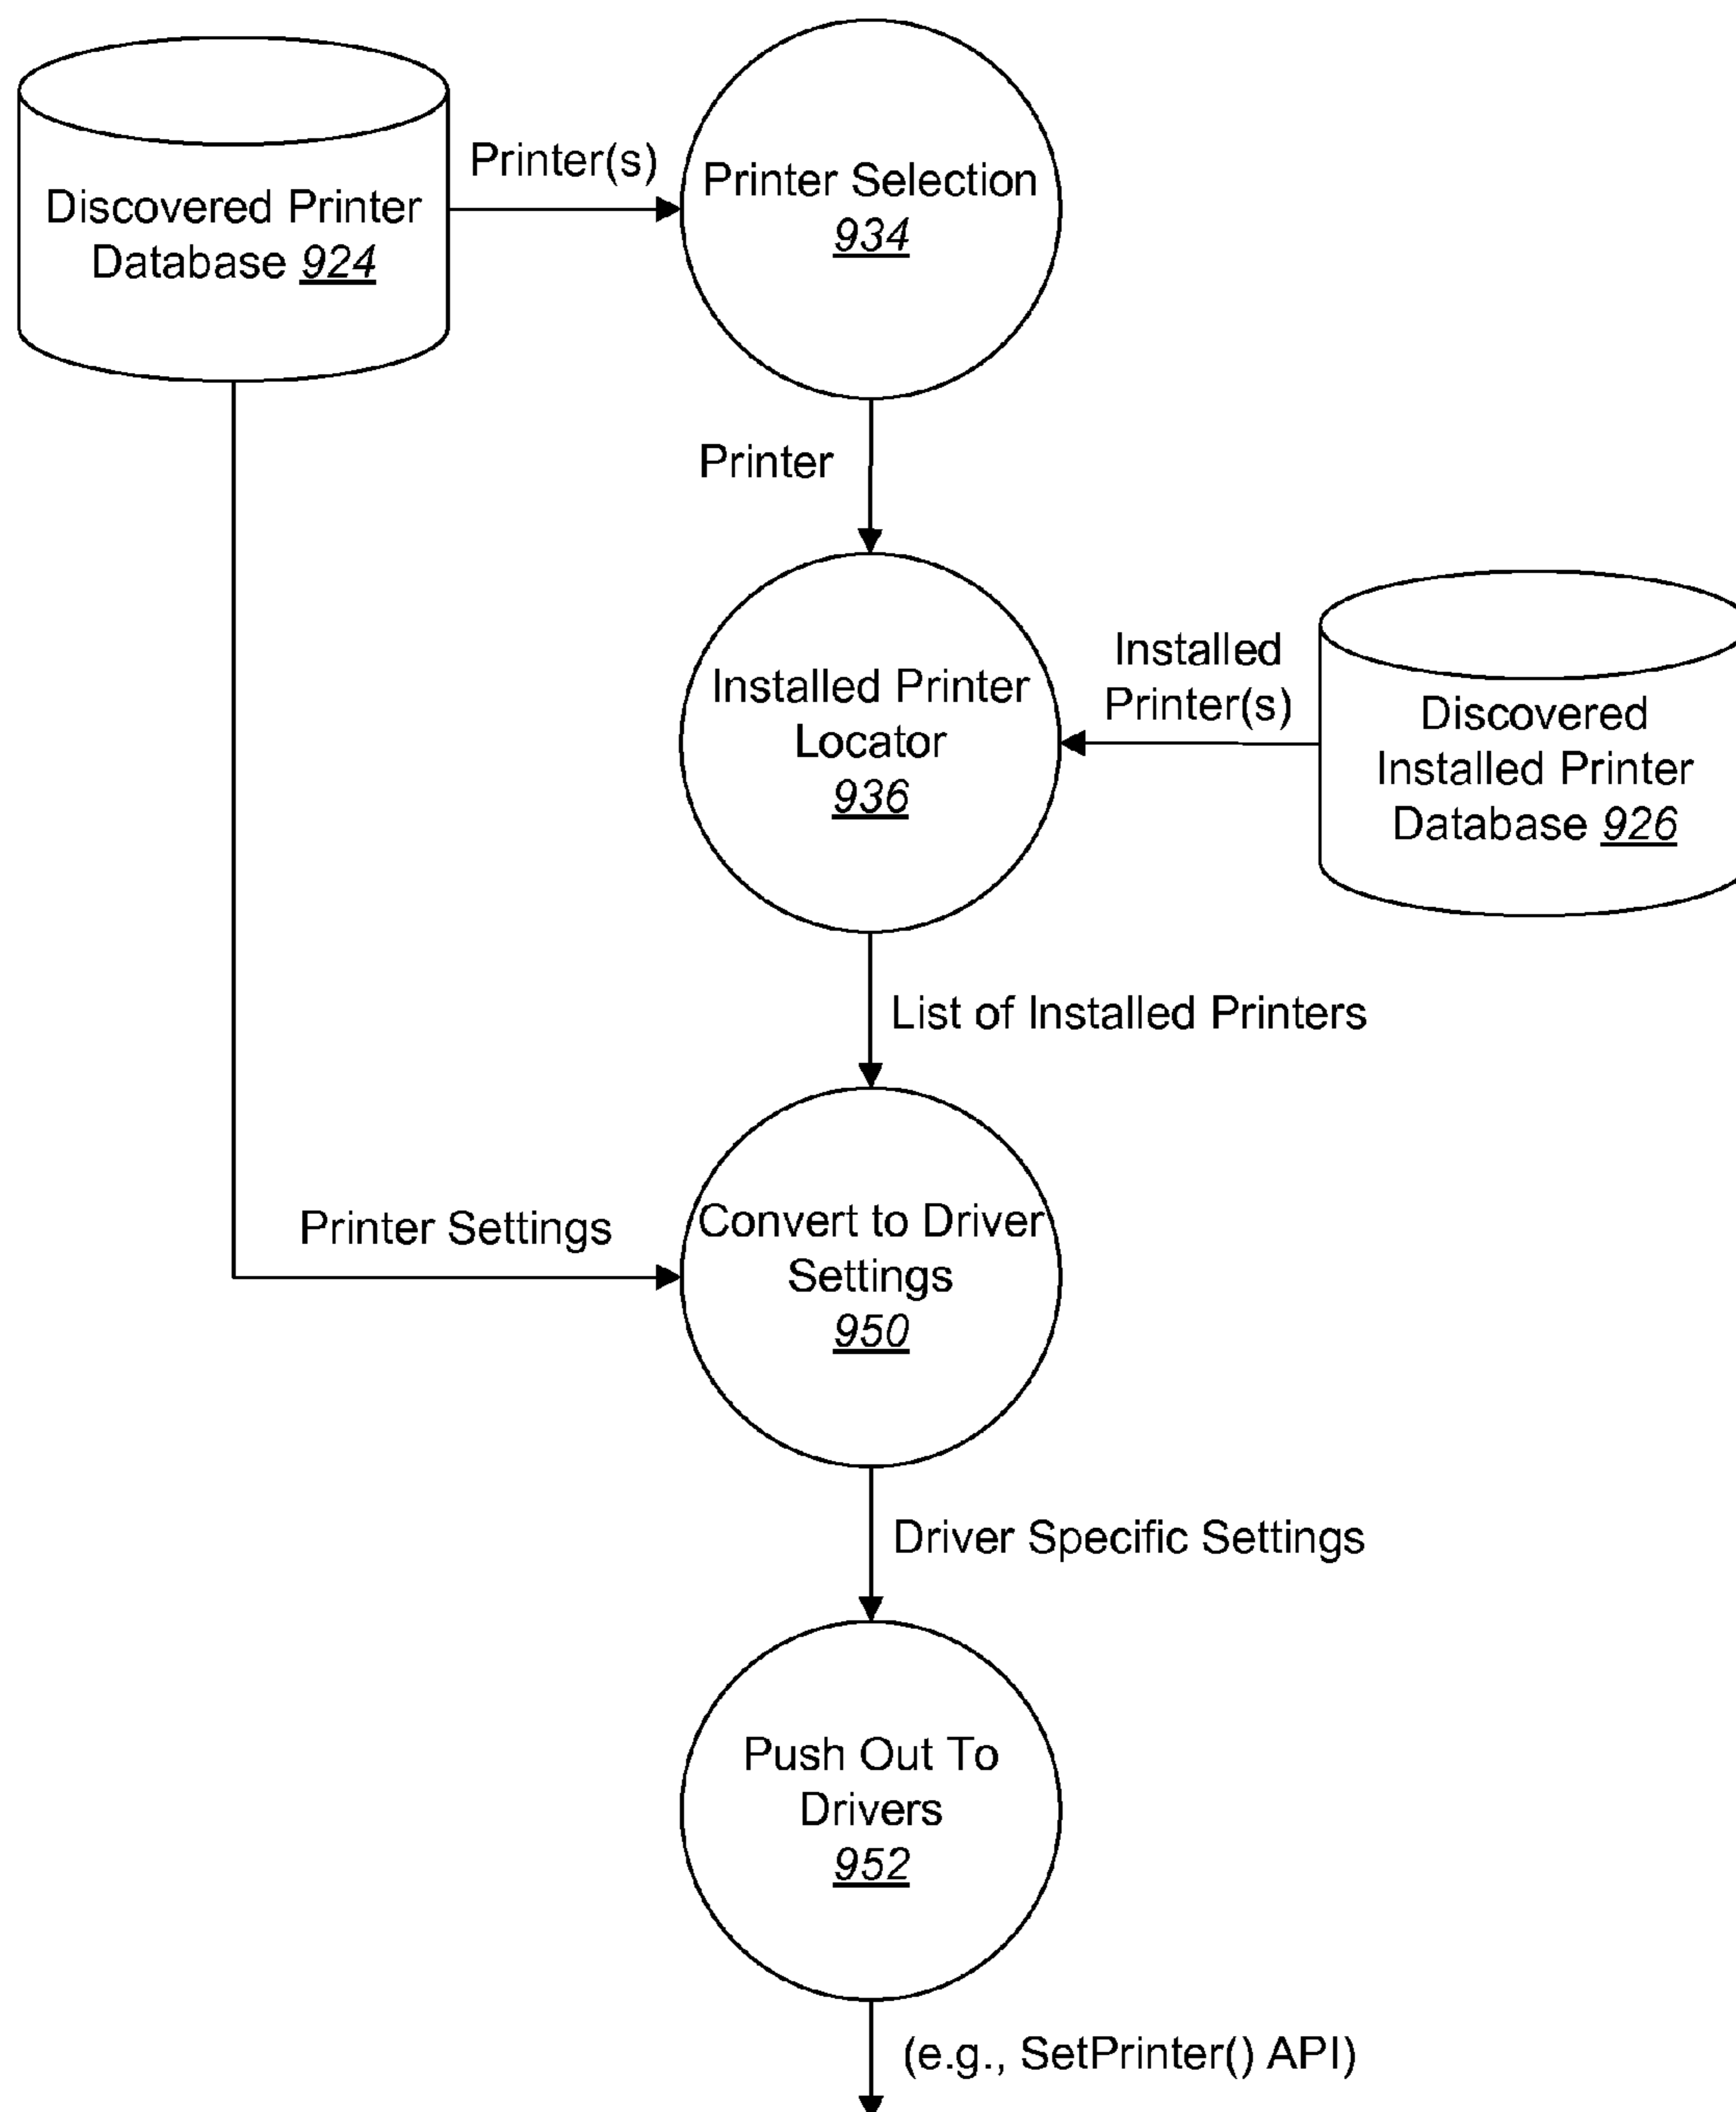 Printer(s)
Discovered Printer
Database 924
Printer Selection
934
Printer
Installed
Printer(s)
Installed Printer
Locator
936
Discovered
Installed Printer
Database 926
List of Installed Printers
Printer Settings
Convert to Driver
Settings
950
Driver Specific Settings
Push Out To
Drivers
952
(e.g., SetPrinter() API)